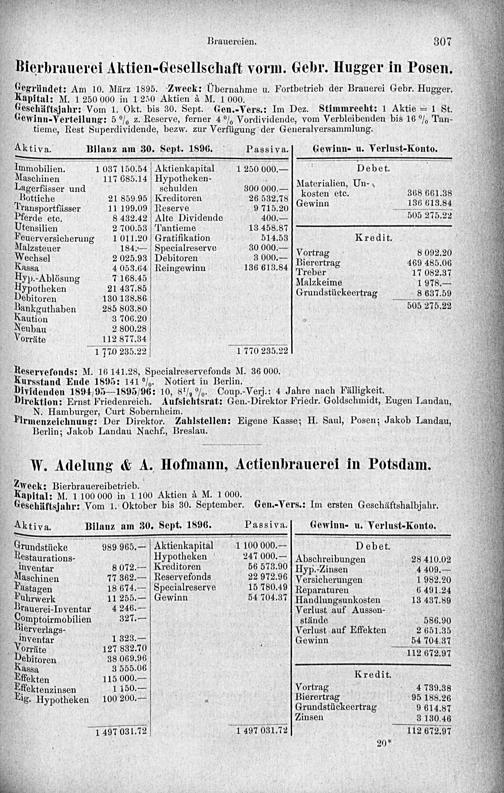 Brauereien. 307
Bierbrauerei Aktien-Gesellschaft vorm. Gebr. Hugger in Posen.
Gegründet: Am 10. März 1895. Zweck: Übernahme u. Fortbetrieb der Brauerei Gebr. Hugger.
Kapital: M. 1 250 000 in 1 250 Aktien à M. 1 000.
Geschäftsjahr: Vom 1. Okt. bis 30. Sept. Gen.-Vers.: Im Dez. Stimmrecht: 1 Aktie = 1 St.
Gewinn-Verteilung: 5 % z. Reserve, ferner 4 % Vordividende, vom Verbleibenden bis 16 % Tan-
tieme, Rest Superdividende, bezw. zur Verfügung der Generalversammlung.
Aktiva. Bilanz am 30. Sept. 1896. Passiva.
Immobilien. 1 037 150.54
Maschinen 117 685.14
Lagerfässer und
Bottiche 21 859.95
Transportfässer 11 199.09
Pferde etc. 8 432.42
Utensilien 2 700.53
Feuerversicherung 1 011.20
Malzsteuer 184.—
Wechsel 2 025.93
Kassa 4 053.64
Hyp.-Ablösung 7 168.45
Hypotheken 21 437.85
Debitoren 130 138.86
Bankguthaben 285 803.80
Kaution 3 706.20
Neubau 2 800.28
Vorräte 112 877.34
1 770 235.22
Aktienkapital 1 250 000.—
Hypotheken-
schulden 300 000.—
Kreditoren 26 532.78
Reserve 9 715.20
Alte Dividende 400.—
Tantieme 13 458.87
Gratifikation 514.53
Specialreserve 30 000.—
Debitoren 3 000.—
Reingewinn 136 613.84
1 770 235.22
Gewinn- u. Verlust-Konto.
Debet.
Materialien, Un-
kosten etc. 368 661.38
Gewinn 136 613.84
505 275.22
Kredit.
Vortrag 8 092.20
Bierertrag 469 485.06
Treber 17 082.37
Malzkeime 1 978.—
Grundstückeertrag 8 637.59
505 275.22
Reservefonds: M. 16 141.28, Specialreservefonds M. 36 000.
Kursstand Ende 1895: 141 %. Notiert in Berlin.
Dividenden 1894/95—1895/96: 10, 8½ %. Coup.-Verj.: 4 Jahre nach Fälligkeit.
Direktion: Ernst Friedenreich. Aufsichtsrat: Gen.-Direktor Friedr. Goldschmidt, Eugen Landau,
N. Hamburger, Curt Sobernheim.
Firmenzeichnung: Der Direktor. Zahlstellen: Eigene Kasse; H. Saul, Posen; Jakob Landau,
Berlin; Jakob Landau Nachf., Breslau.
W. Adelung & A. Hofmann, Actienbrauerei in Potsdam.
Zweck: Bierbrauereibetrieb.
Kapital: M. 1 100 000 in 1 100 Aktien à M. 1 000.
Geschäftsjahr: Vom 1. Oktober bis 30. September. Gen.-Vers.: Im ersten Geschäftshalbjahr.
Aktiva. Bilanz am 30. Sept. 1896. Passiva.
Grundstücke 989 965.—
Restaurations-
inventar 8 072.—
Maschinen 77 362.—
Fastagen 18 674.—
Fuhrwerk 11 255.—
Brauerei-Inventar 4 246.—
Comptoirmobilien 327.—
Bierverlags-
inventar 1 323.—
Vorräte 127 832.70
Debitoren 38 069.96
Kassa 3 555.06
Effekten 115 000.—
Effektenzinsen 1 150.—
Eig. Hypotheken 100 200.—
1 497 031.72
Aktienkapital 1 100 000.—
Hypotheken 247 000.—
Kreditoren 56 573.90
Reservefonds 22 972.96
Specialreserve 15 780.49
Gewinn 54 704.37
1 497 031.72
Gewinn- u. Verlust-Konto.
Debet.
Abschreibungen 28 410.02
Hyp.-Zinsen 4 409.—
Versicherungen 1 982.20
Reparaturen 6 491.24
Handlungsunkosten 13 437.89
Verlust auf Aussen-
stände 586.90
Verlust auf Effekten 2 651.35
Gewinn 54 704.37
112 672.97
Kredit.
Vortrag 4 739.38
Bierertrag 95 188.26
Grundstückeertrag 9 614.87
Zinsen 3 130.46
112 672.97
20*